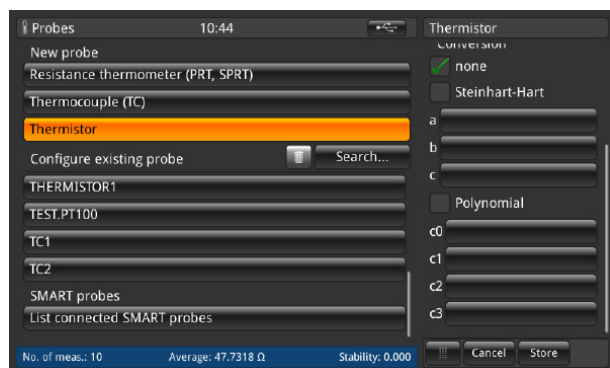 Probes 10:44
New probe
Resistance thermometer (PRT, SPRT)
Thermocouple (TC)
Thermistor
Configure existing probe Search...
THERMISTOR1
TEST.PT100
TC1
TC2
SMART probes
List connected SMART probes
No. of meas.: 10 Average: 47.7318 Ω Stability: 0.000
Thermistor
Conversion
none
Steinhart-Hart
a
b
c
Polynomial
c0
c1
c2
c3
Cancel Store